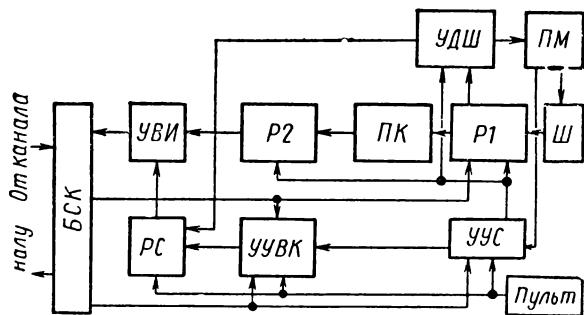 УДШ
ПМ
От канала
УВИ
Р2
ПК
Р1
Ш
БСК
налу
РС
УУВК
УУС
Пульт